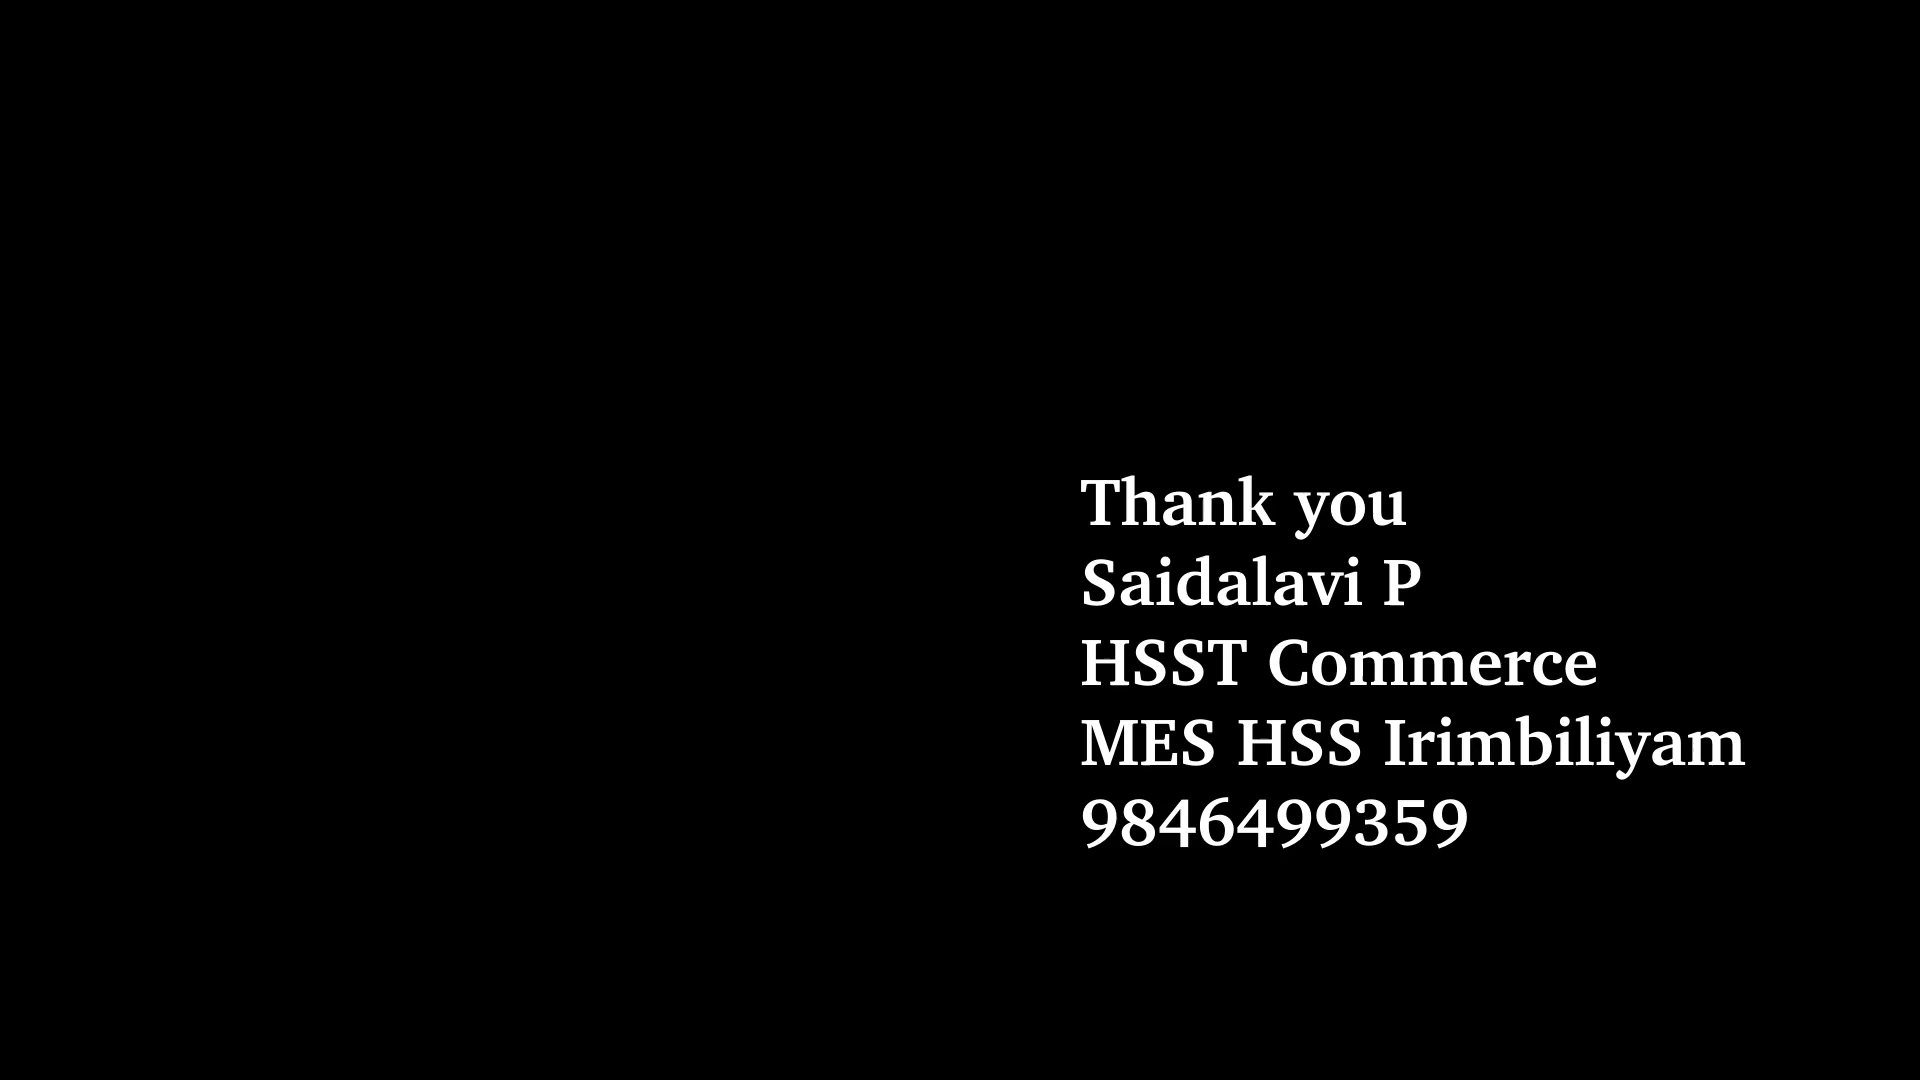 Thank you
Saidalavi P
HSST Commerce
MES HSS Irimbiliyam
9846499359